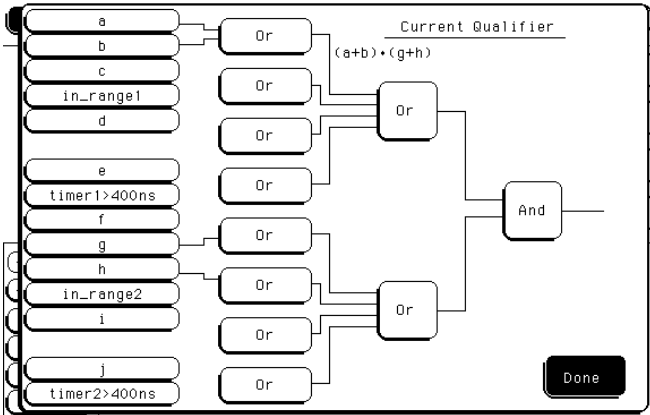 a
b
c
in_range1
d
e
timer1>400ns
f
g
h
in_range2
i
j
timer2>400ns
Or
Or
Or
Or
Or
Or
Or
Or
Current Qualifier
(a+b)•(g+h)
Or
Or
And
Done